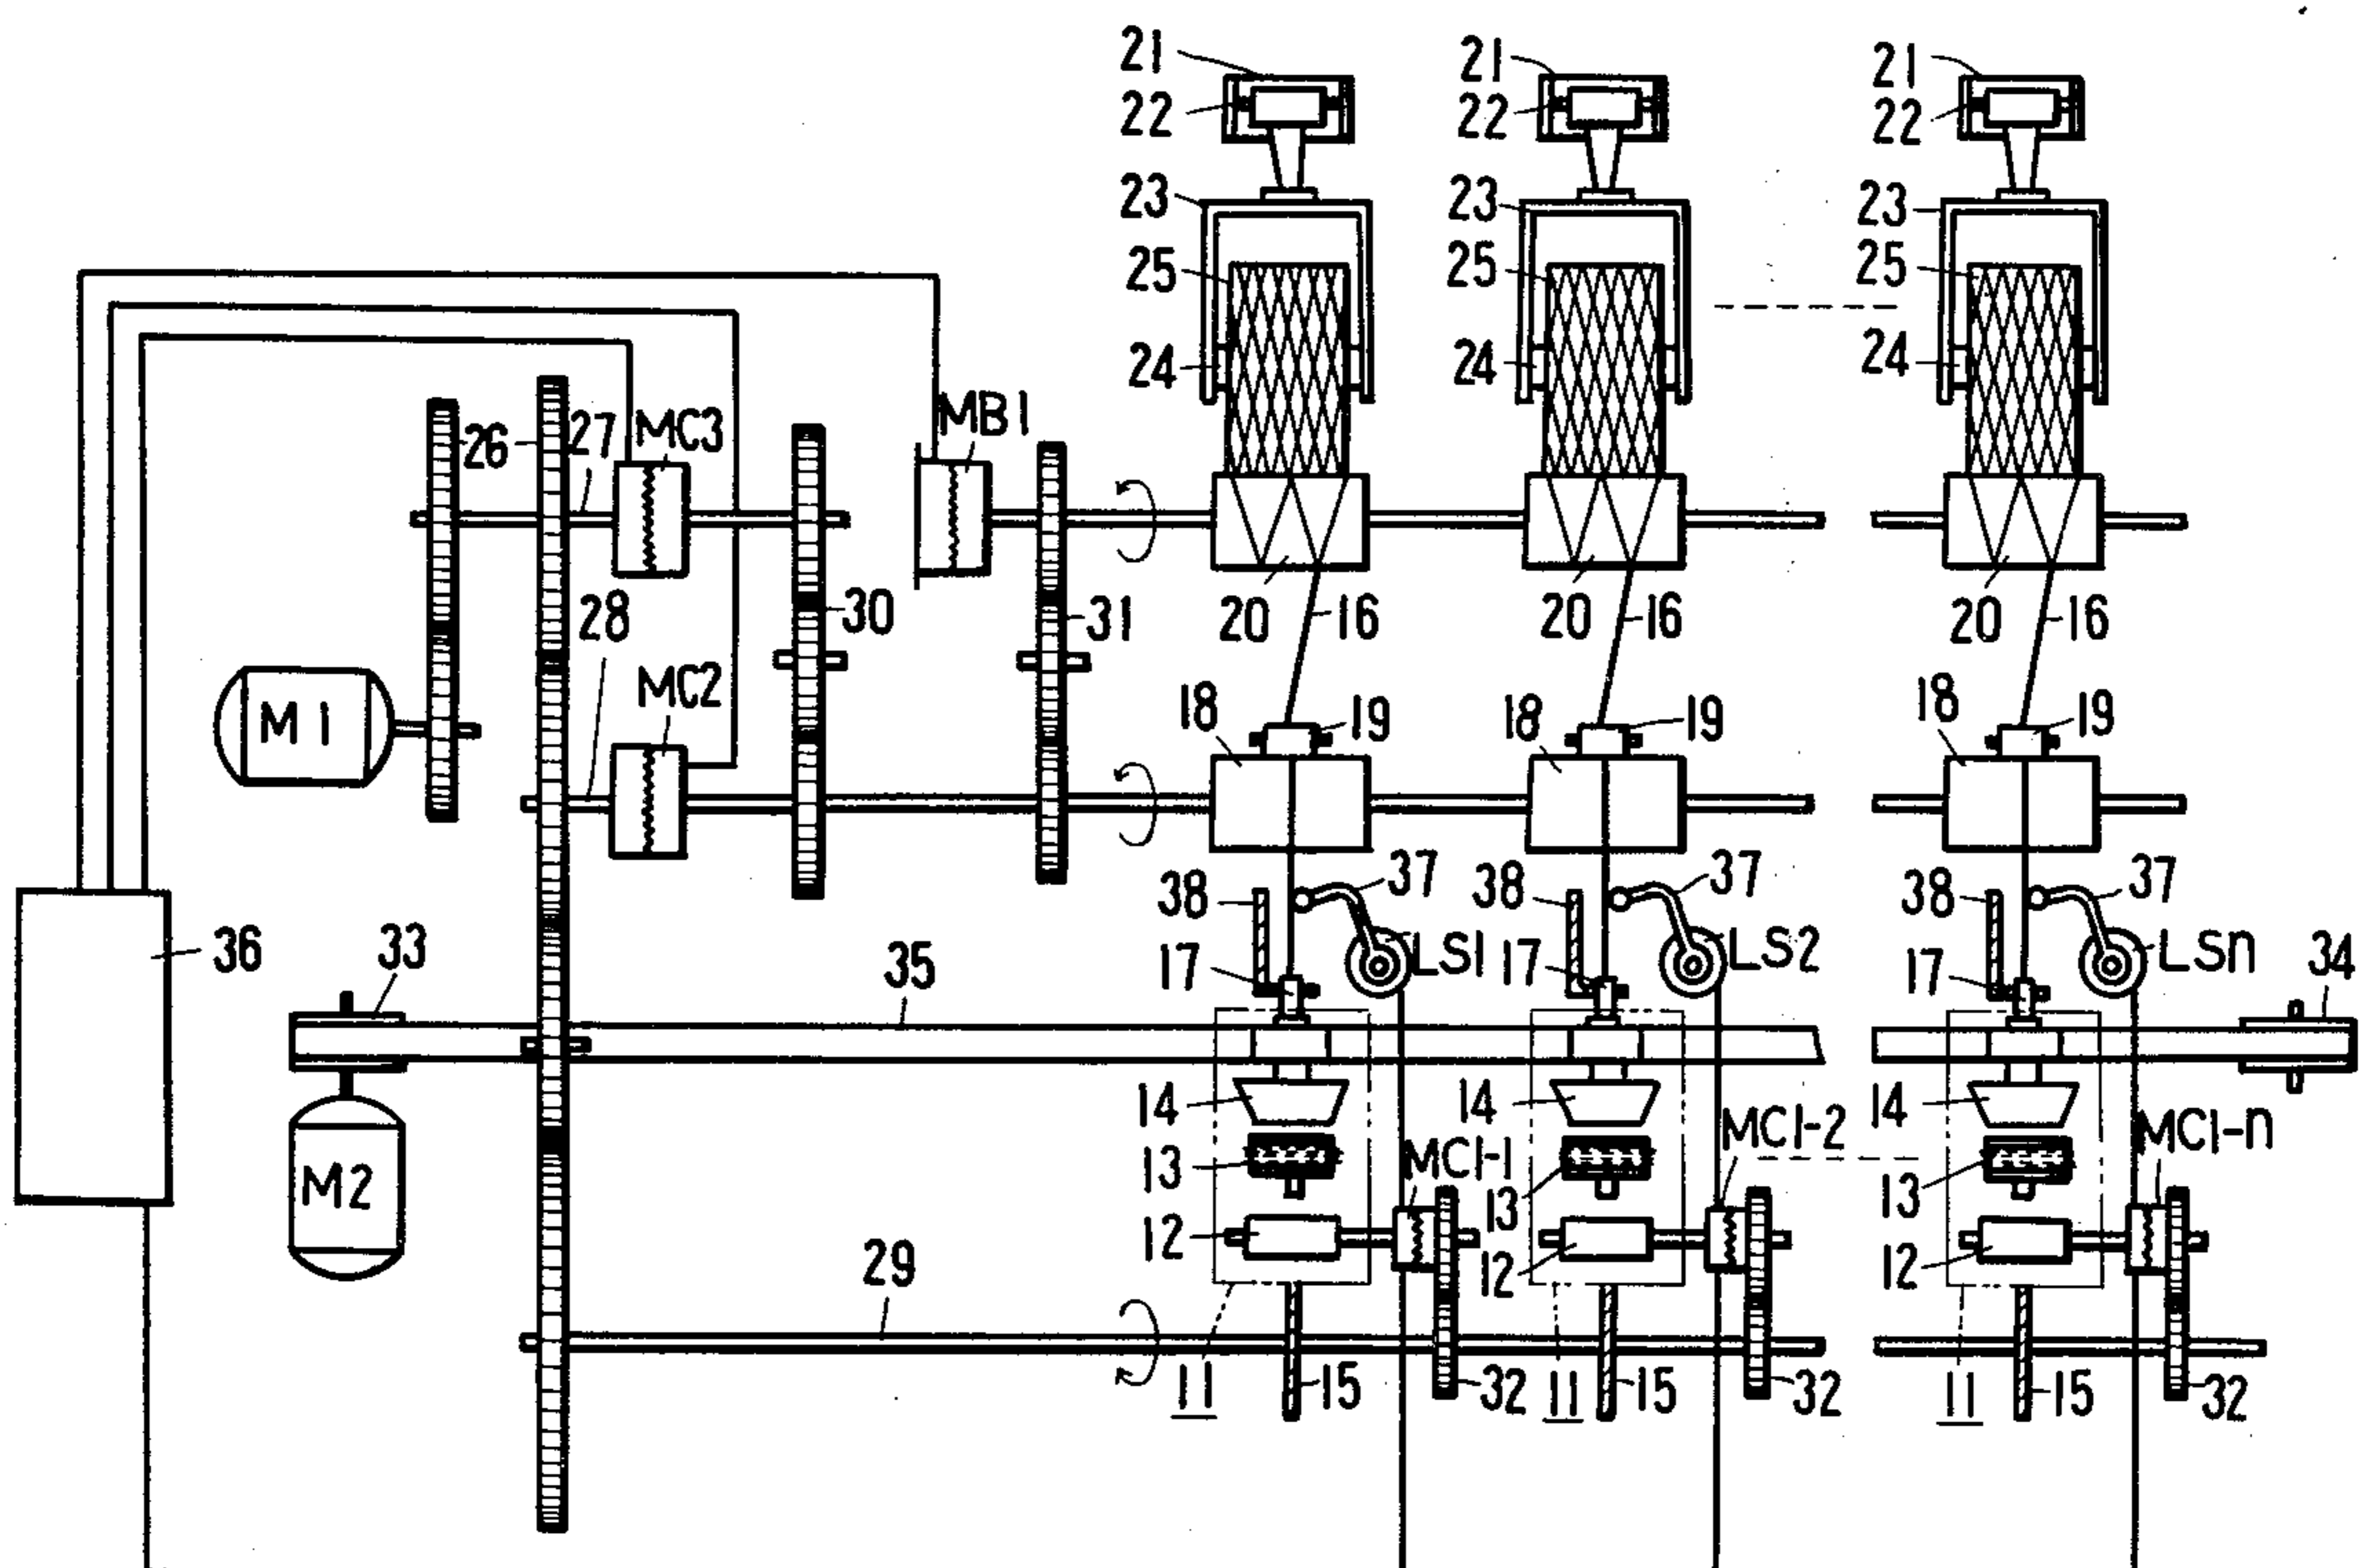 21 21 21
22 22 22
23 23 23
25 25 25
24 24 24
26 27 MC3 MB1
28 30 31 20 16 20 16 20 16
M1 MC2 18 19 18 19 18 19
38 37 38 37 38 37
36 33 35 17 LS1 17 LS2 17 LSn 34
14 14 14
M2 13 MC1-1 13 MC1-2 13 MC1-n
12 12 12
29
11 15 32 11 15 32 11 15 32